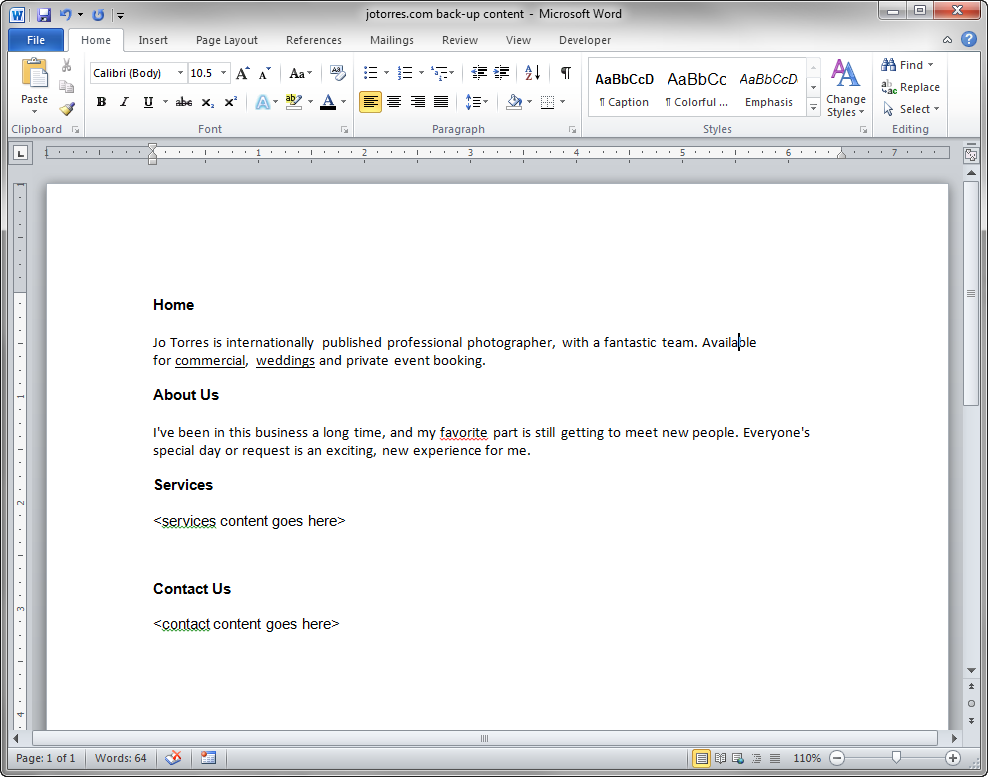 jotorres.com back-up content - Microsoft Word
File Home Insert Page Layout References Mailings Review View Developer
Paste
Calibri (Body) 10.5
AaBbCcD AaBbCc AaBbCcD
¶ Caption ¶ Colorful ... Emphasis
Change Styles
Find
Replace
Select
Clipboard Font Paragraph Styles Editing
1 2 3 4 5 6 7
Home
Jo Torres is internationally published professional photographer, with a fantastic team. Available
for commercial, weddings and private event booking.
About Us
I've been in this business a long time, and my favorite part is still getting to meet new people. Everyone's
special day or request is an exciting, new experience for me.
Services
<services content goes here>
Contact Us
<contact content goes here>
1
2
3
4
Page: 1 of 1 Words: 64 110%